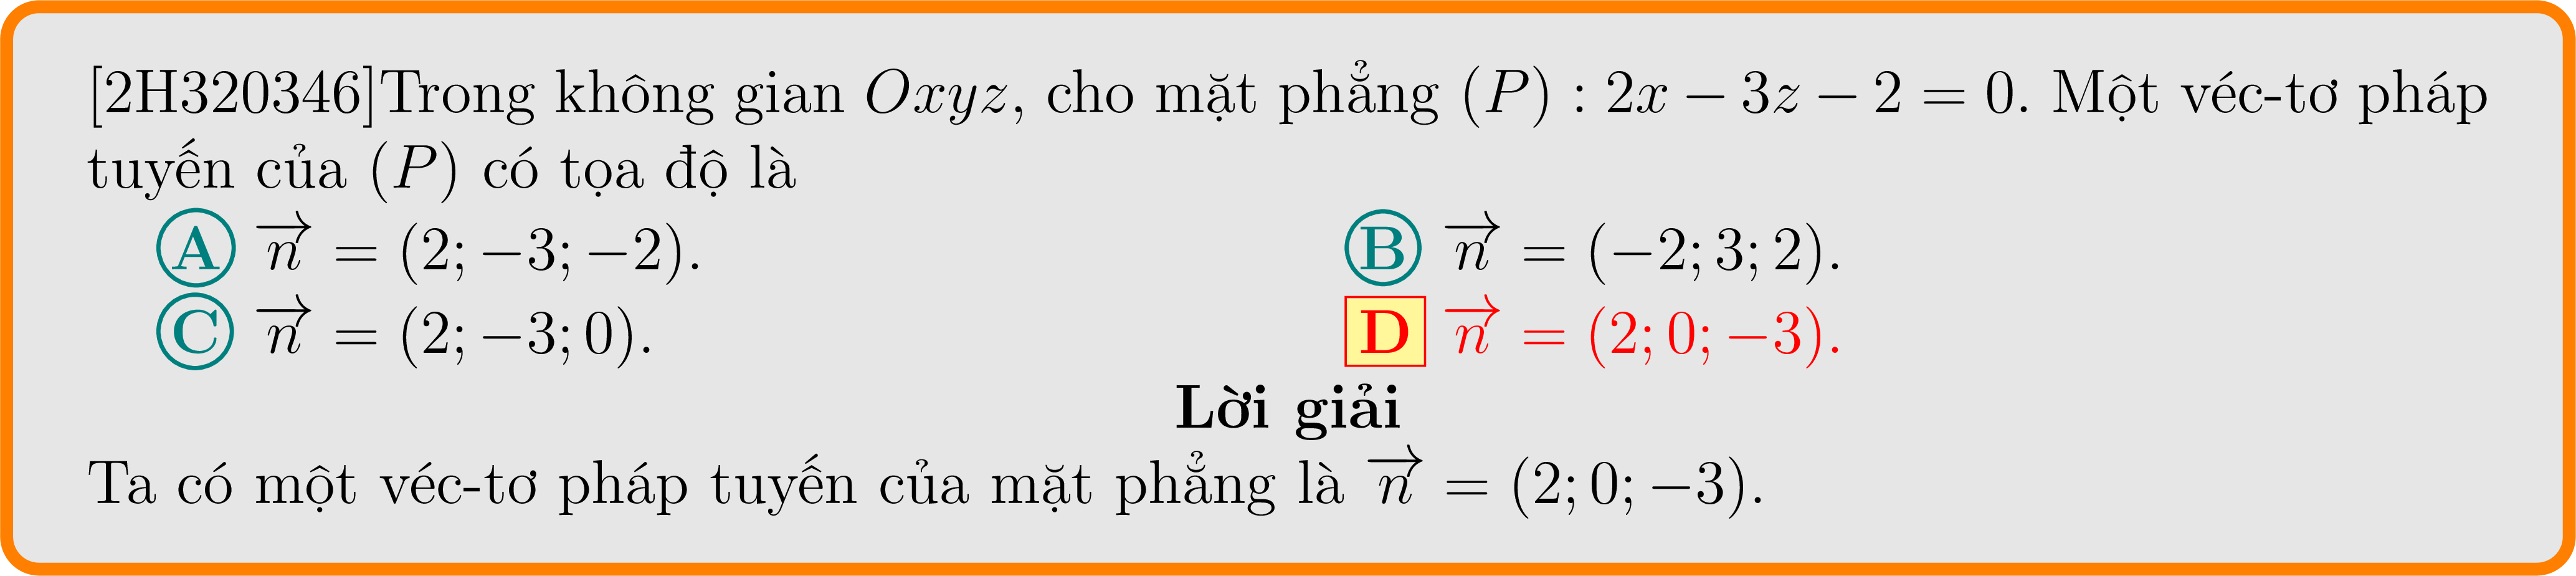 [2H320346]Trong không gian Oxyz, cho mặt phẳng (P) : 2x − 3z − 2 = 0. Một véc-tơ pháp
tuyến của (P) có tọa độ là
A $\overrightarrow{n}$ = (2; −3; −2). B $\overrightarrow{n}$ = (−2; 3; 2).
C $\overrightarrow{n}$ = (2; −3; 0). D $\overrightarrow{n}$ = (2; 0; −3).
Lời giải
Ta có một véc-tơ pháp tuyến của mặt phẳng là $\overrightarrow{n}$ = (2; 0; −3).